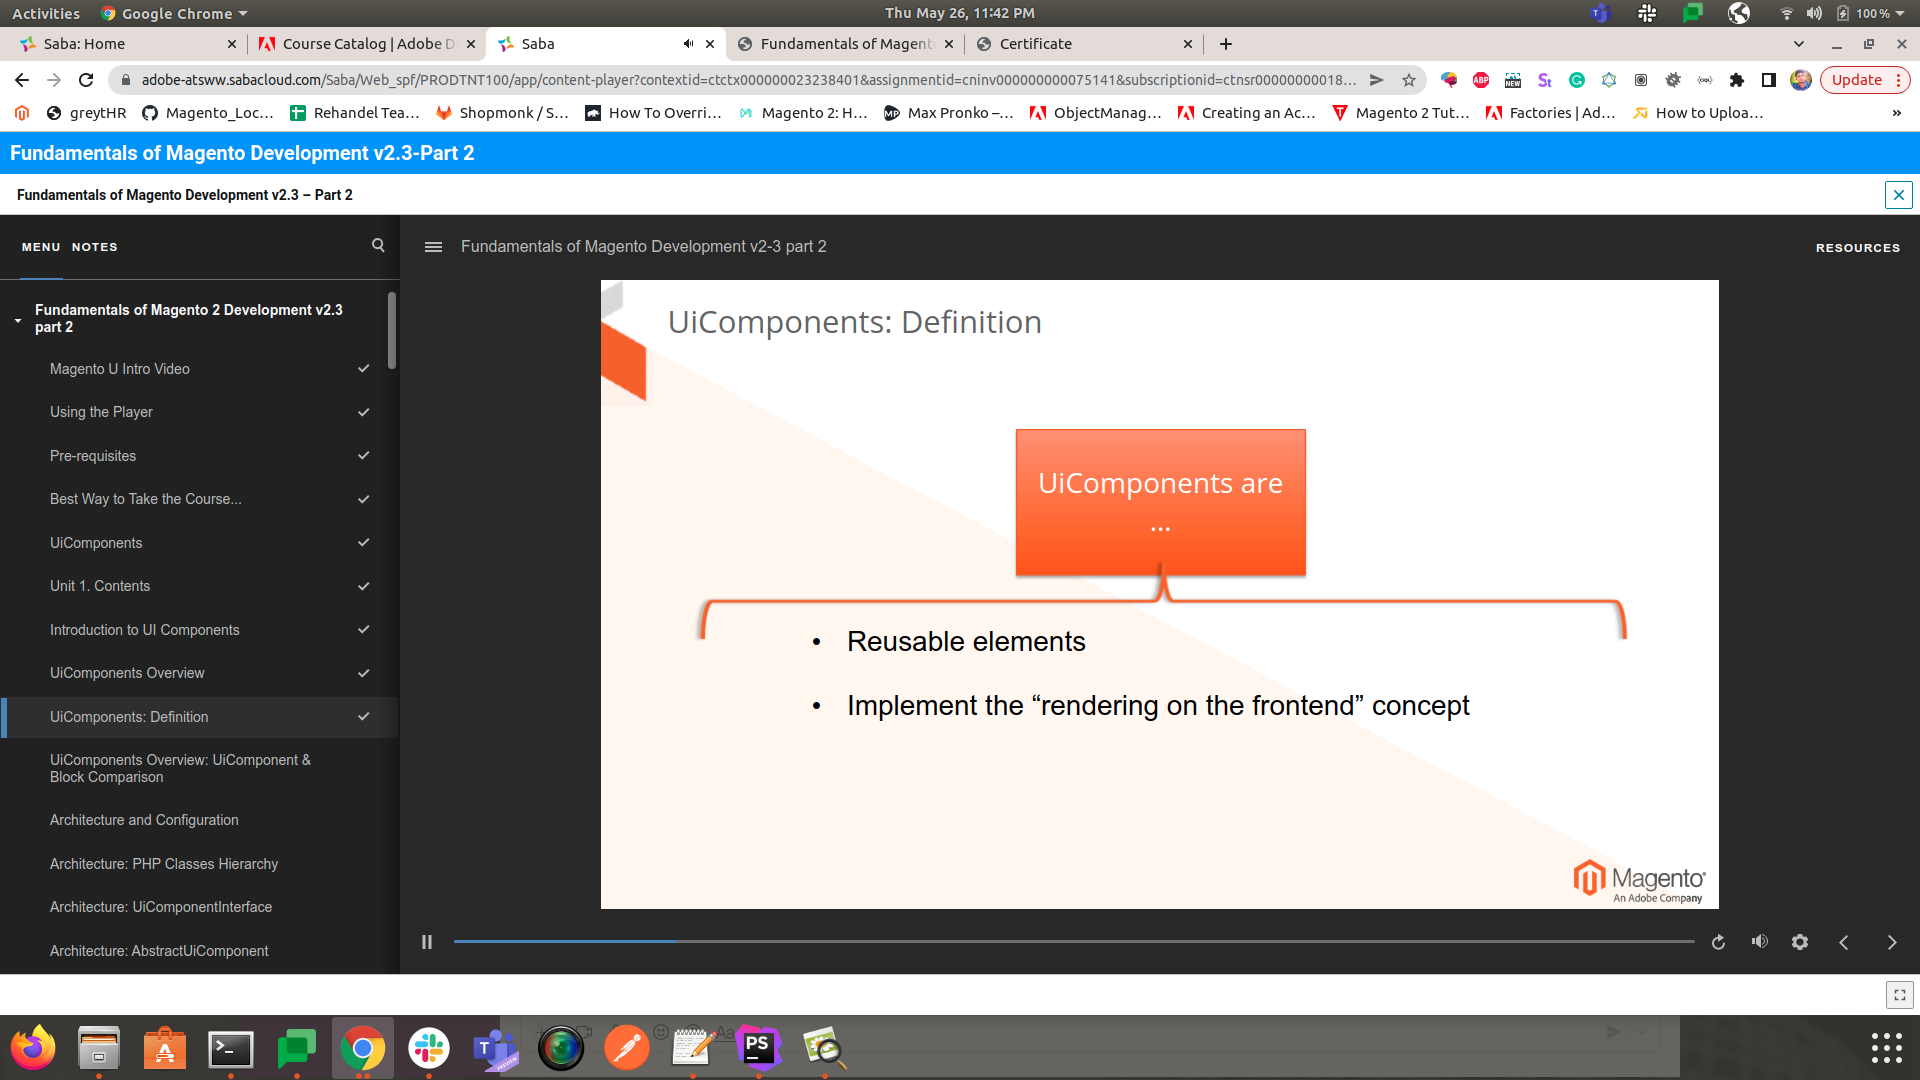 Activities
Google Chrome
Thu May 26, 11:42 PM
100 %
Saba: Home
Course Catalog | Adobe D
Saba
Fundamentals of Magent
Certificate
adobe-atsww.sabacloud.com/Saba/Web_spf/PRODTNT100/app/content-player?contextid=ctctx000000023238401&assignmentid=cninv000000000075141&subscriptionid=ctnsr00000000018...
ABP
NEW
Update
greytHR
Magento_Loc...
Rehandel Tea...
Shopmonk / S...
How To Overri...
Magento 2: H...
Max Pronko –...
ObjectManag...
Creating an Ac...
Magento 2 Tut...
Factories | Ad...
How to Uploa...
»
Fundamentals of Magento Development v2.3-Part 2
Fundamentals of Magento Development v2.3 – Part 2
MENU
NOTES
Fundamentals of Magento Development v2-3 part 2
RESOURCES
Fundamentals of Magento 2 Development v2.3
part 2
Magento U Intro Video
Using the Player
Pre-requisites
Best Way to Take the Course...
UiComponents
Unit 1. Contents
Introduction to UI Components
UiComponents Overview
UiComponents: Definition
UiComponents Overview: UiComponent &
Block Comparison
Architecture and Configuration
Architecture: PHP Classes Hierarchy
Architecture: UiComponentInterface
Architecture: AbstractUiComponent
UiComponents: Definition
UiComponents are
...
• Reusable elements
• Implement the “rendering on the frontend” concept
Magento
An Adobe Company
PS